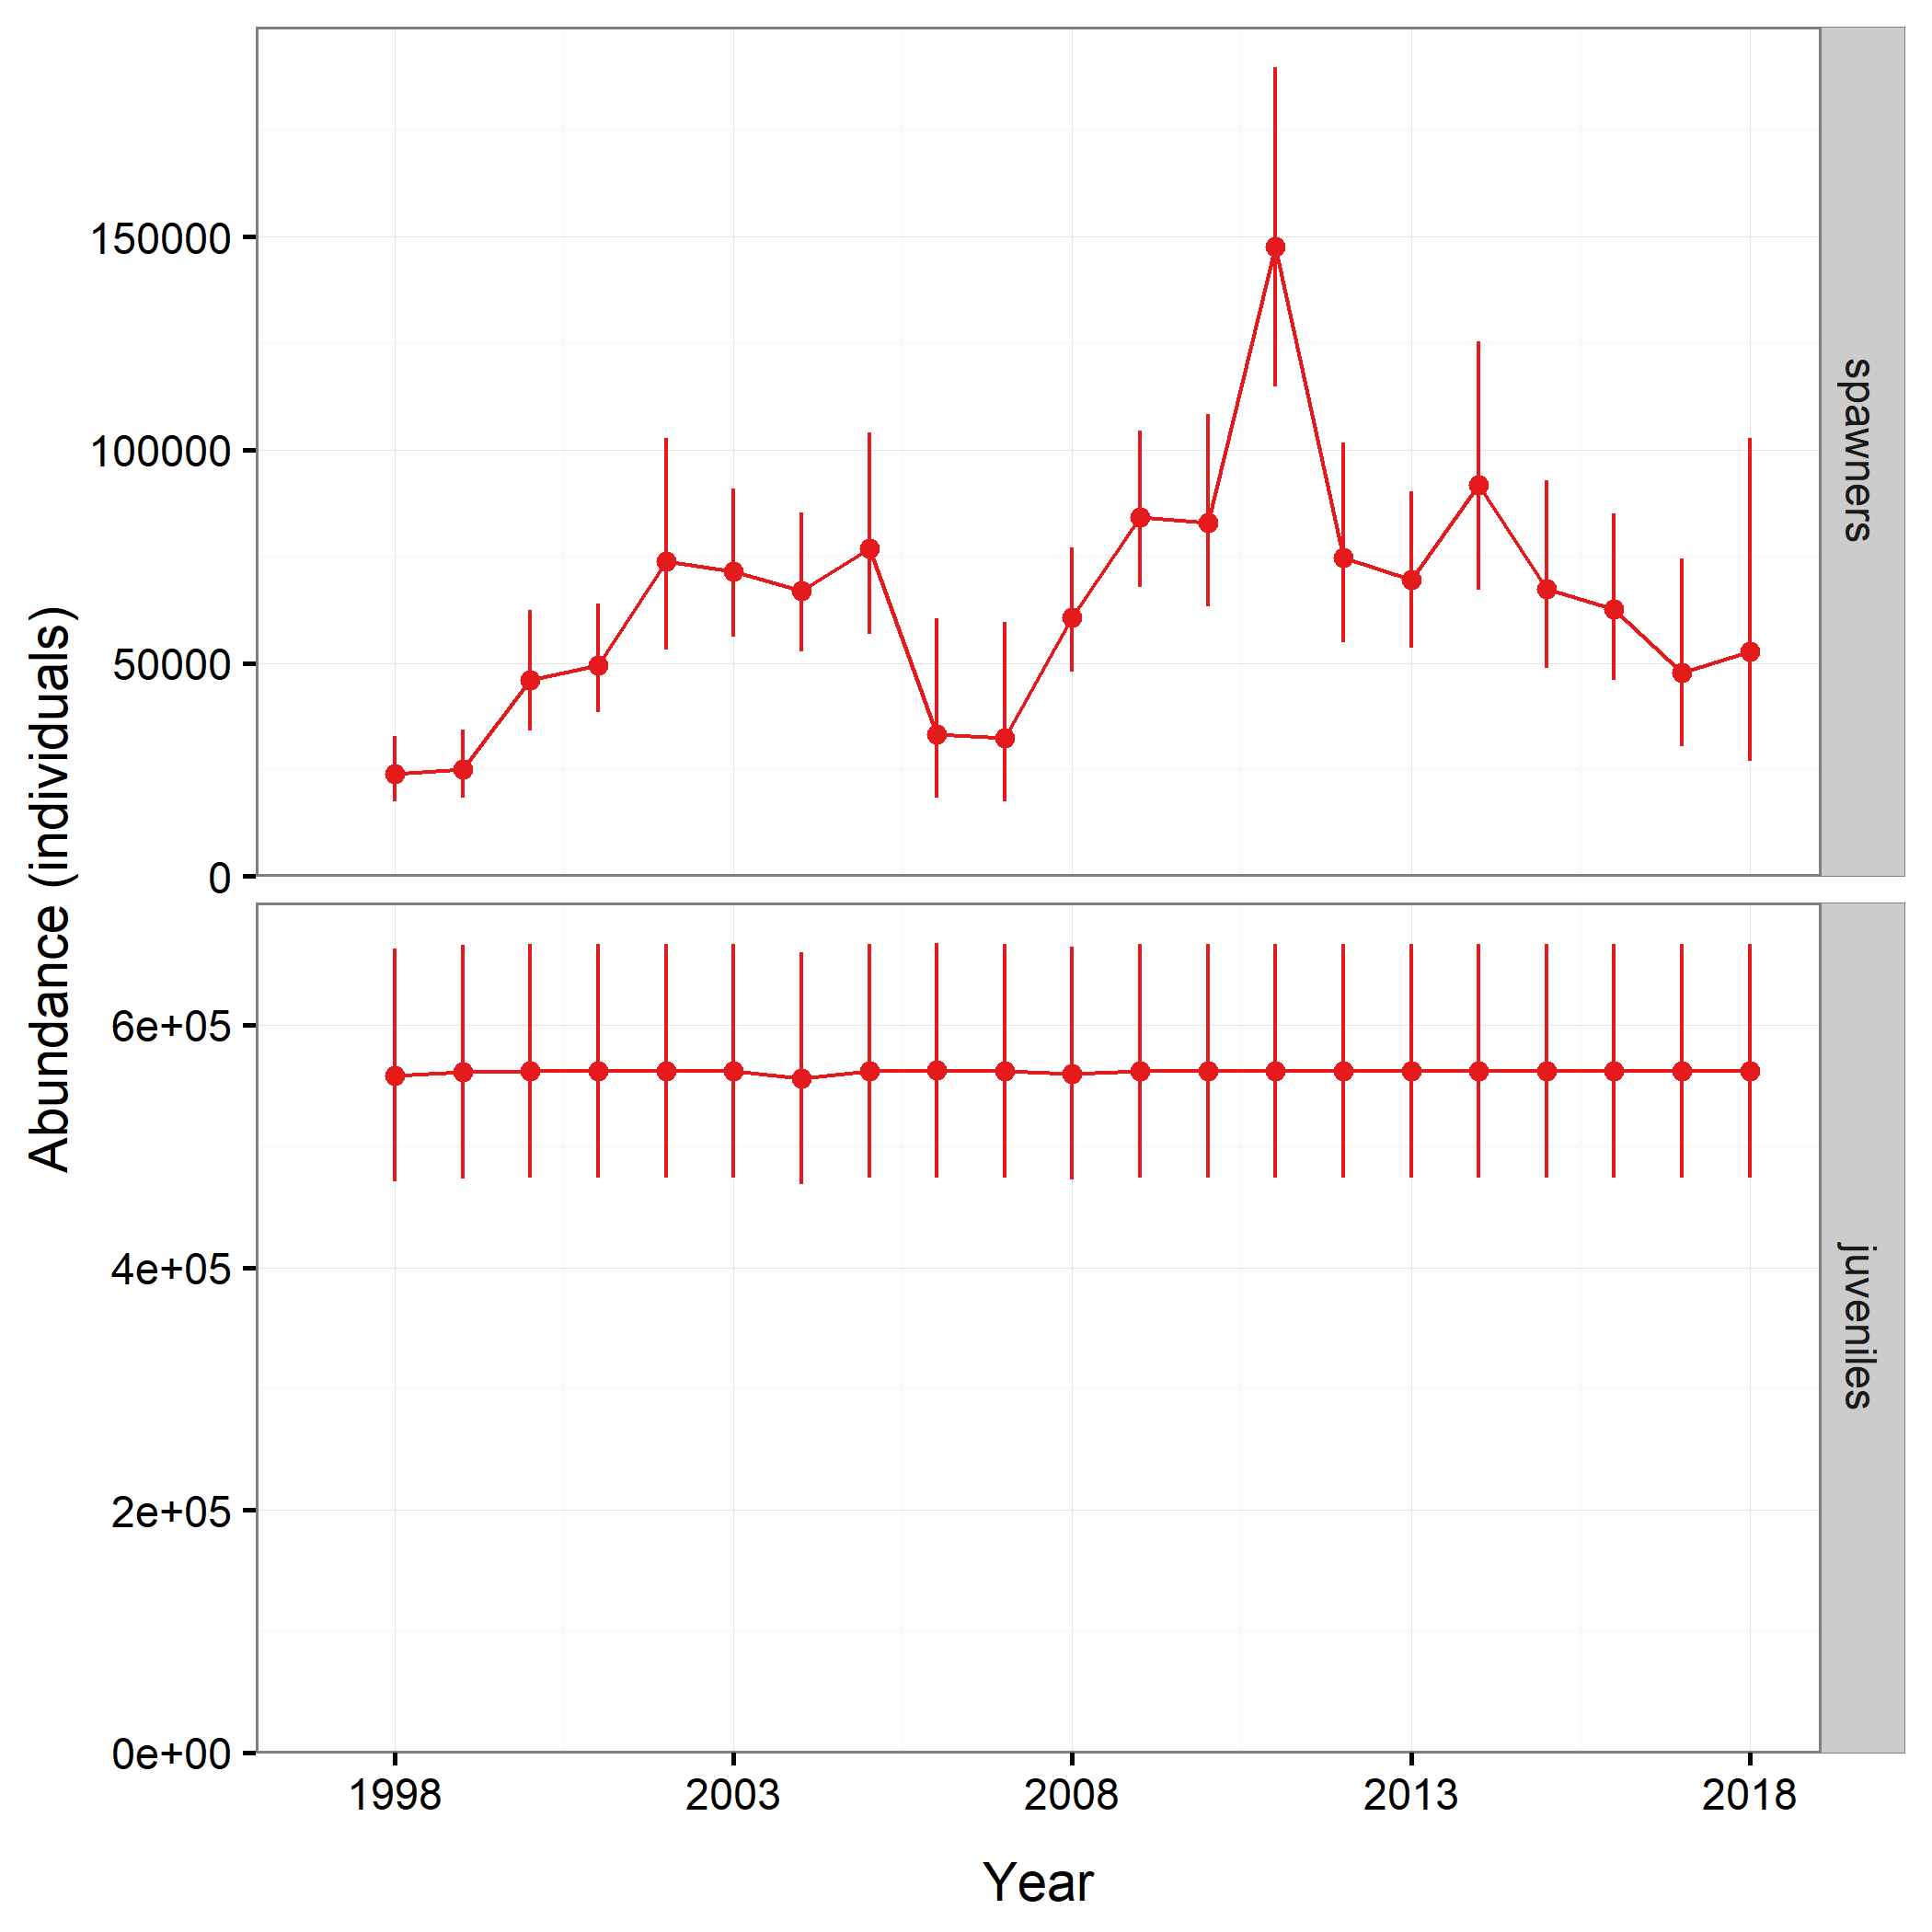 Abundance (individuals)
150000
100000
50000
0
spawners
6e+05
4e+05
2e+05
0e+00
juveniles
1998 2003 2008 2013 2018
Year